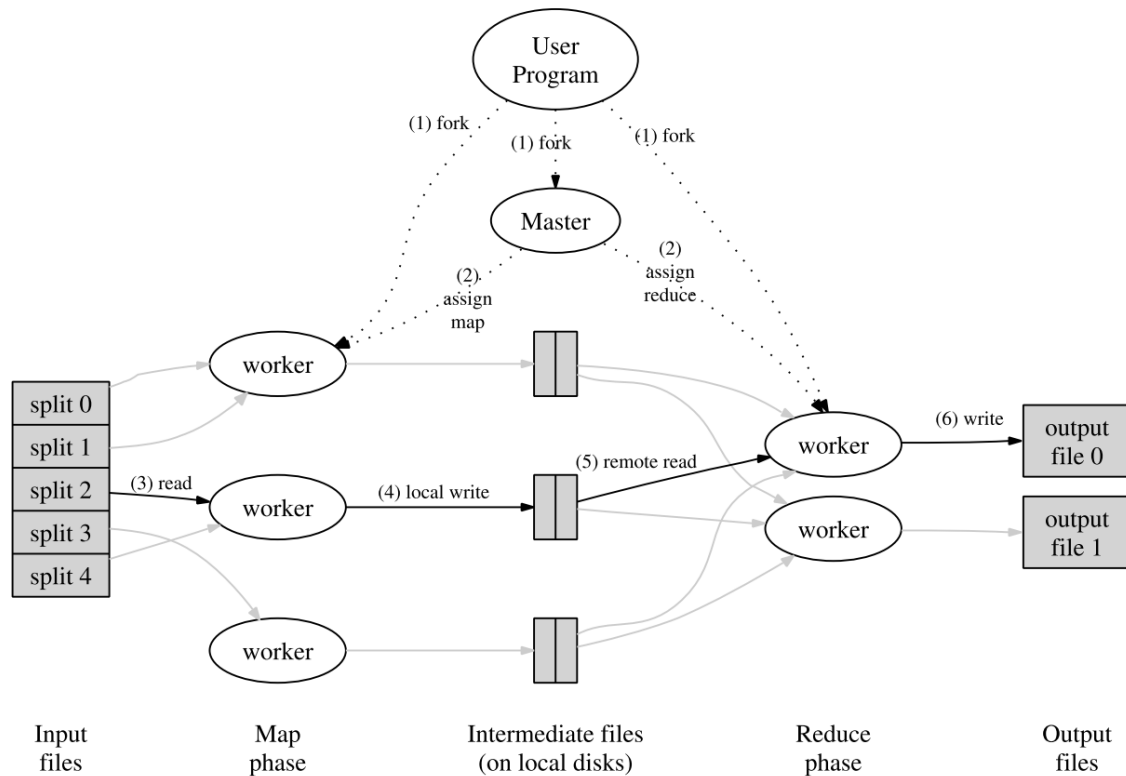 User
Program
(1) fork
(1) fork
(1) fork
Master
(2)
assign
map
(2)
assign
reduce
worker
split 0
split 1
split 2
split 3
split 4
(3) read
worker
(4) local write
(5) remote read
worker
(6) write
output
file 0
worker
output
file 1
worker
Input
files
Map
phase
Intermediate files
(on local disks)
Reduce
phase
Output
files